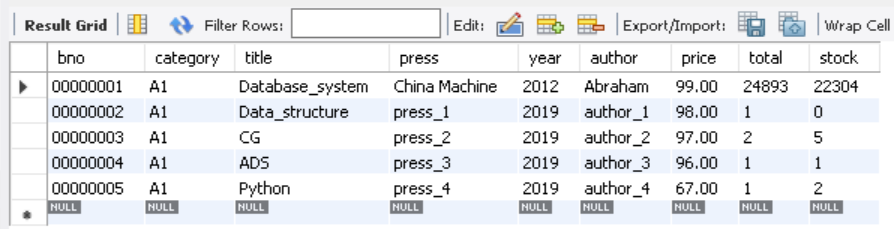 Result Grid Filter Rows: Edit: Export/Import: Wrap Cell
bno category title press year author price total stock
00000001 A1 Database_system China Machine 2012 Abraham 99.00 24893 22304
00000002 A1 Data_structure press_1 2019 author_1 98.00 1 0
00000003 A1 CG press_2 2019 author_2 97.00 2 5
00000004 A1 ADS press_3 2019 author_3 96.00 1 1
00000005 A1 Python press_4 2019 author_4 67.00 1 2
NULL NULL NULL NULL NULL NULL NULL NULL NULL